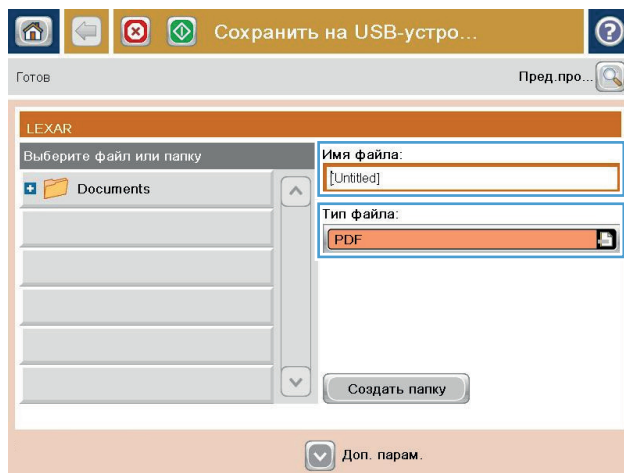 Сохранить на USB-устро...
Готов
Пред.про...
LEXAR
Выберите файл или папку
Documents
Имя файла:
[Untitled]
Тип файла:
PDF
Создать папку
Доп. парам.